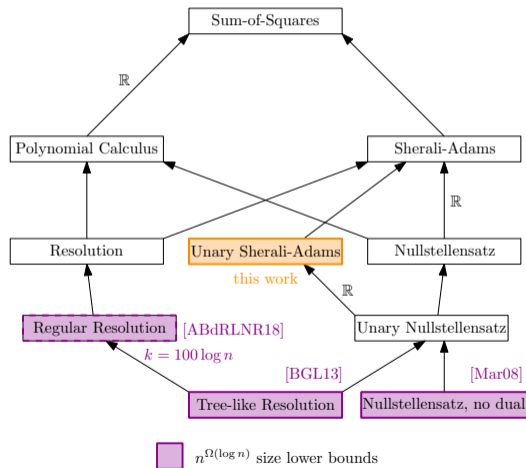 Sum-of-Squares
ℝ
Polynomial Calculus
Sherali-Adams
ℝ
Resolution
Unary Sherali-Adams
Nullstellensatz
this work
ℝ
Regular Resolution
[ABdRLNR18]
Unary Nullstellensatz
k = 100 log n
[BGL13]
[Mar08]
Tree-like Resolution
Nullstellensatz, no dual
n^{Ω(log n)} size lower bounds